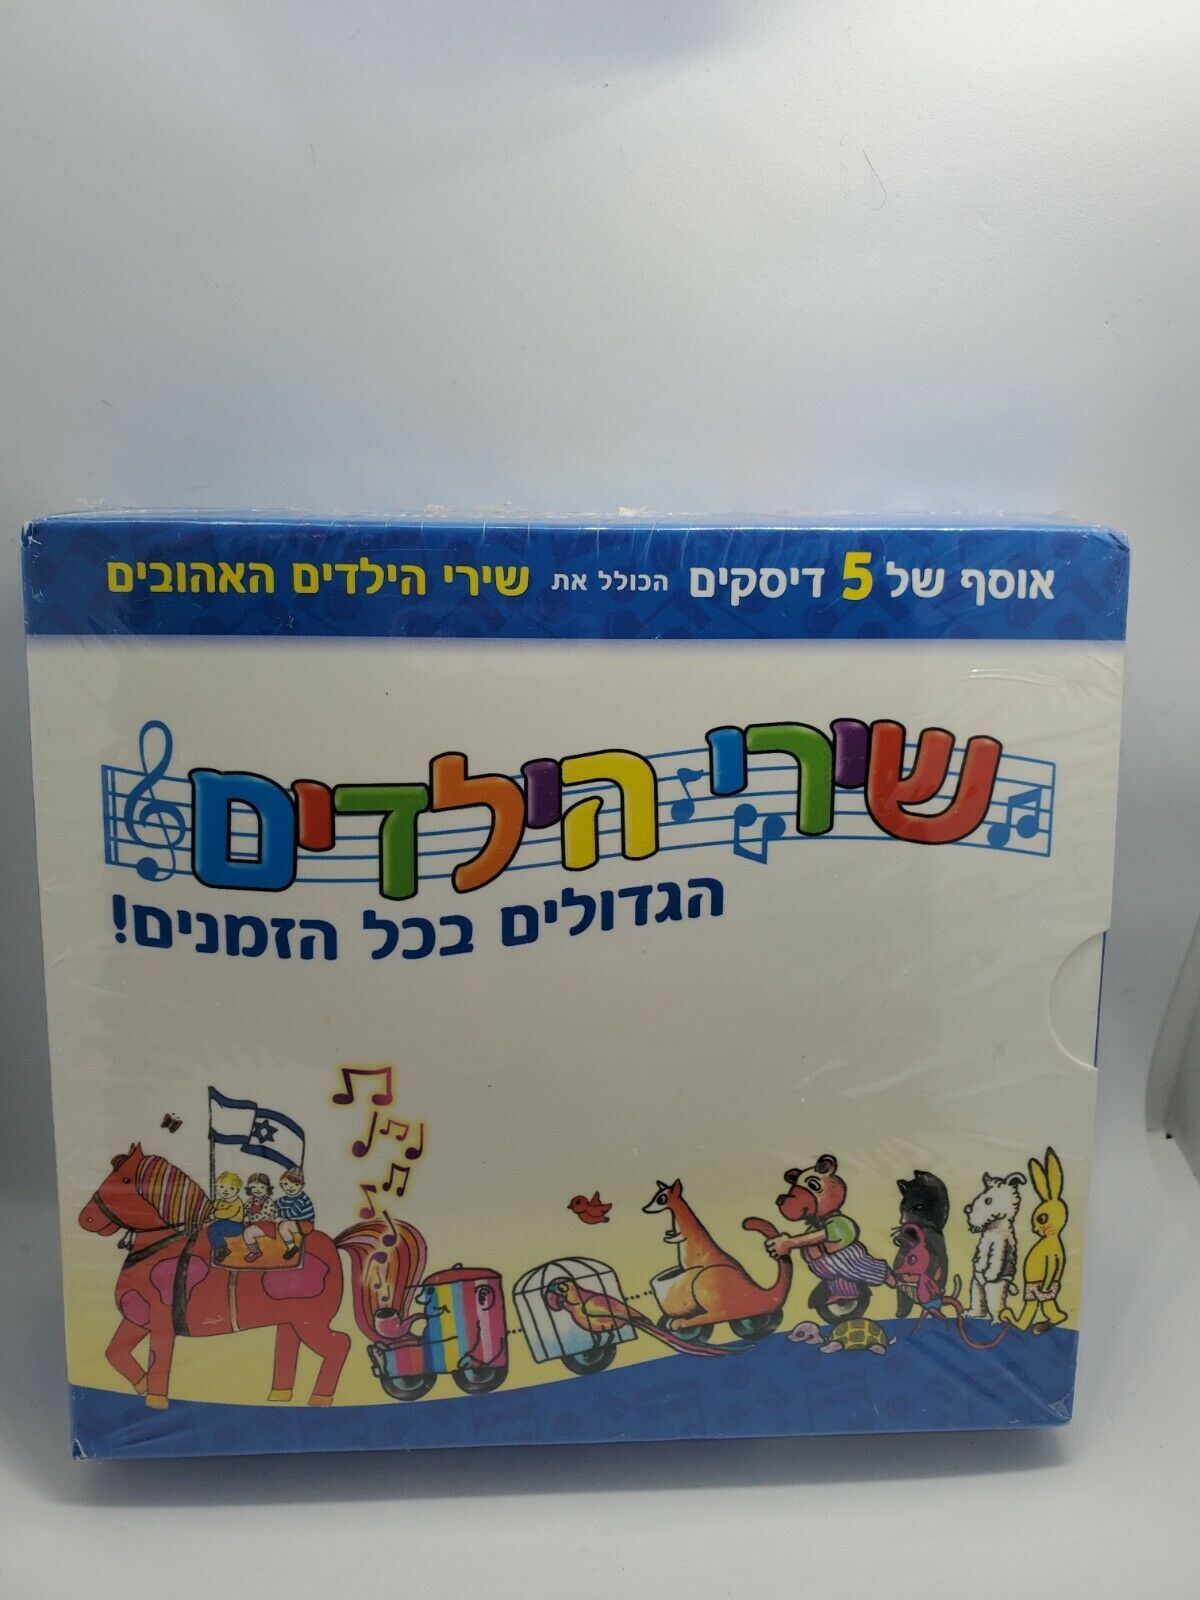 אוסף של 5 דיסקים הכולל את שירי הילדים האהובים
שירי הילדים
הגדולים בכל הזמנים!